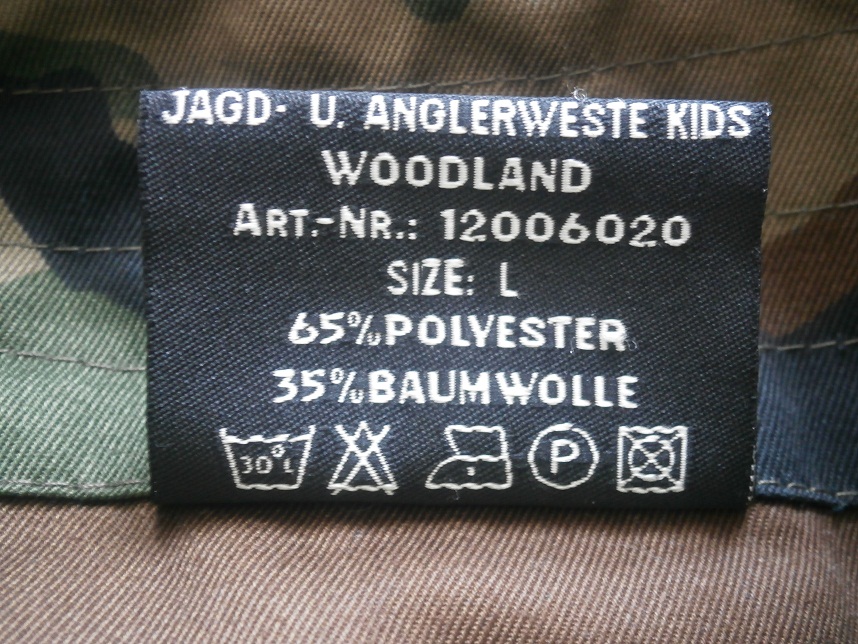 JAGD- U. ANGLERWESTE KIDS
WOODLAND
ART.-NR.: 12006020
SIZE: L
65%POLYESTER
35%BAUMWOLLE
30°L P